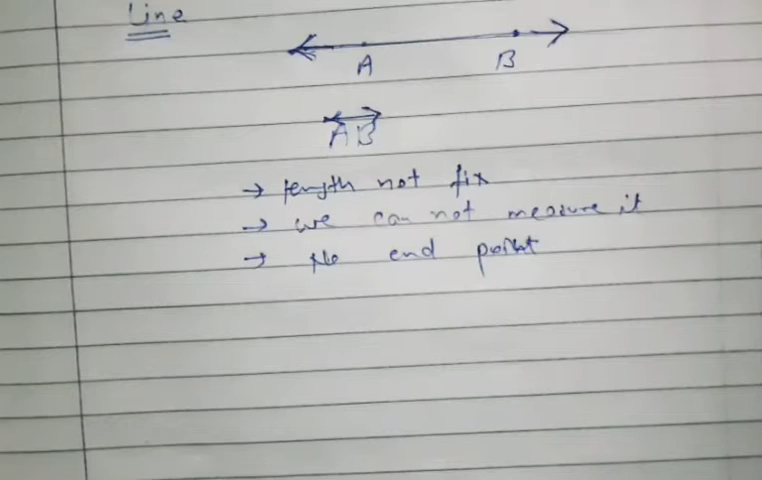 Line
A B
AB
→ length not fix
→ we can not measure it
→ No end point